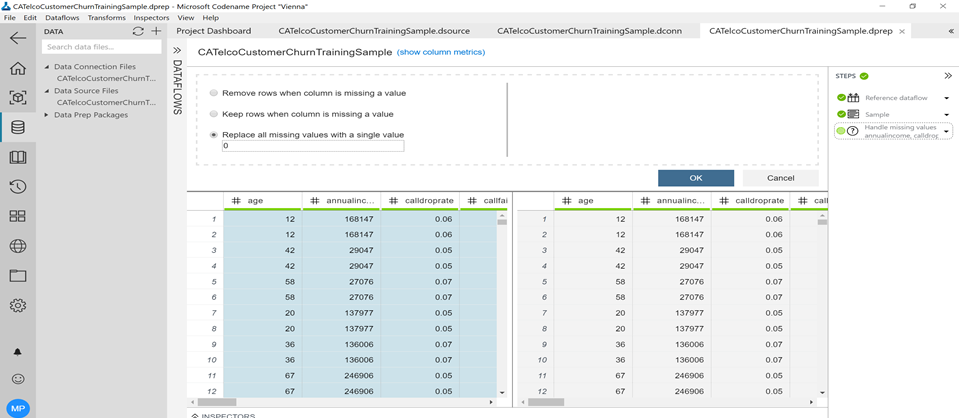 CATelcoCustomerChurnTrainingSample.dprep - Microsoft Codename Project "Vienna"
File Edit Dataflows Transforms Inspectors View Help
DATA
Search data files...
Data Connection Files
CATelcoCustomerChurnT...
Data Source Files
CATelcoCustomerChurnT...
Data Prep Packages
MP
DATAFLOWS
Project Dashboard CATelcoCustomerChurnTrainingSample.dsource CATelcoCustomerChurnTrainingSample.dconn CATelcoCustomerChurnTrainingSample.dprep
CATelcoCustomerChurnTrainingSample (show column metrics)
Remove rows when column is missing a value
Keep rows when column is missing a value
Replace all missing values with a single value
0
OK Cancel
# age # annualinc... # calldroprate # callfai
1 12 168147 0.06
2 12 168147 0.06
3 42 29047 0.05
4 42 29047 0.05
5 58 27076 0.07
6 58 27076 0.07
7 20 137977 0.05
8 20 137977 0.05
9 36 136006 0.07
10 36 136006 0.07
11 67 246906 0.05
12 67 246906 0.05
# age # annualinc... # calldroprate # call
1 12 168147 0.06
2 12 168147 0.06
3 42 29047 0.05
4 42 29047 0.05
5 58 27076 0.07
6 58 27076 0.07
7 20 137977 0.05
8 20 137977 0.05
9 36 136006 0.07
10 36 136006 0.07
11 67 246906 0.05
12 67 246906 0.05
INSPECTORS
STEPS
Reference dataflow
Sample
Handle missing values
annualincome, calldrop